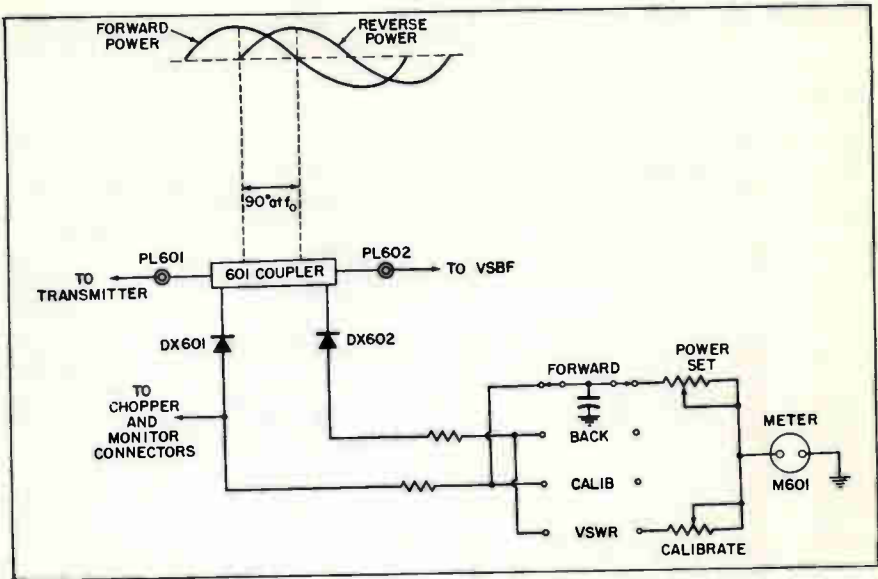 FORWARD
POWER
REVERSE
POWER
90° at f₀
PL601
601 COUPLER
PL602
TO
TRANSMITTER
TO VSBF
DX601
DX602
TO
CHOPPER
AND
MONITOR
CONNECTORS
FORWARD
POWER
SET
BACK
METER
M601
CALIB
VSWR
CALIBRATE